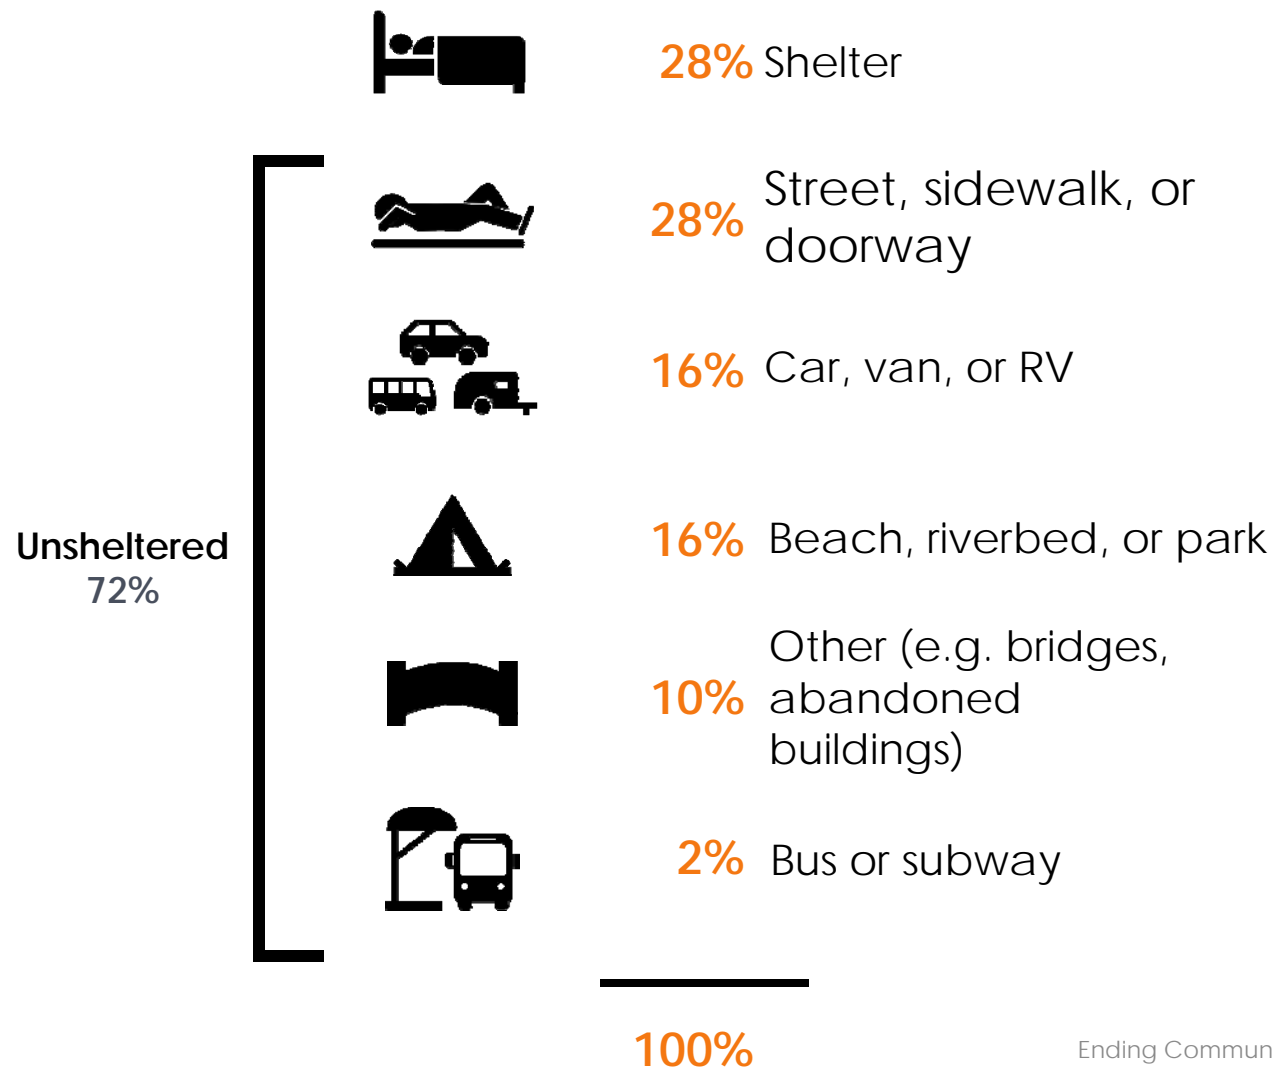 28% Shelter
28% Street, sidewalk, or
doorway
16% Car, van, or RV
Unsheltered
72%
16% Beach, riverbed, or park
Other (e.g. bridges,
10% abandoned
buildings)
2% Bus or subway
100%
Ending Commun